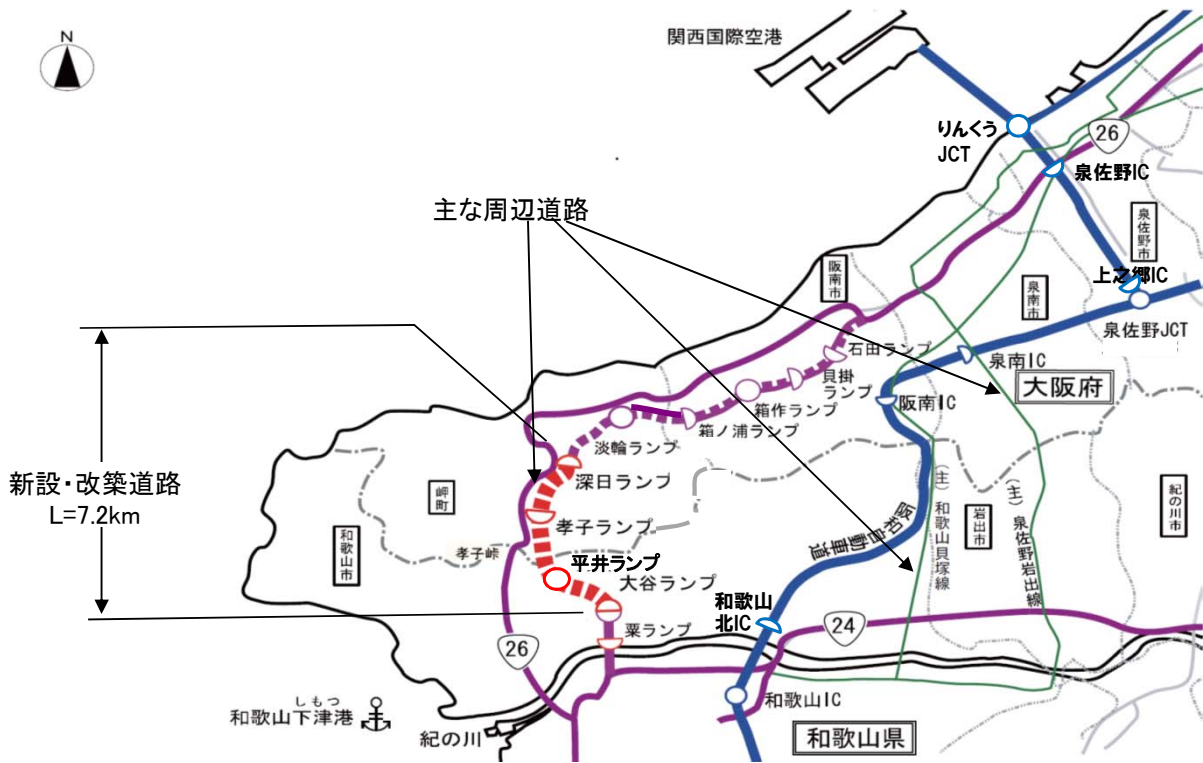 N
関西国際空港
りんくう
JCT
26
泉佐野IC
主な周辺道路
泉佐野市
阪南市
上之郷IC
泉南市
泉佐野JCT
石田ランプ
泉南IC
貝掛
ランプ
大阪府
箱作ランプ
阪南IC
箱ノ浦ランプ
淡輪ランプ
新設・改築道路
L=7.2km
深日ランプ
岬町
(主)和歌山貝塚線
(主)泉佐野岩出線
岩出市
紀の川市
阪和自動車道
孝子ランプ
和歌山市
孝子峠
平井ランプ
大谷ランプ
和歌山
北IC
24
粟ランプ
26
しもつ
和歌山下津港
和歌山IC
紀の川
和歌山県